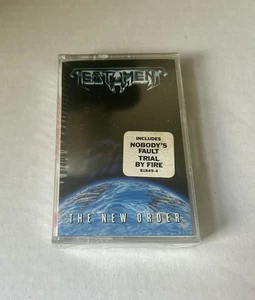 TESTAMENT
INCLUDES
NOBODY'S
FAULT
TRIAL
BY FIRE
81849-4
THE NEW ORDER